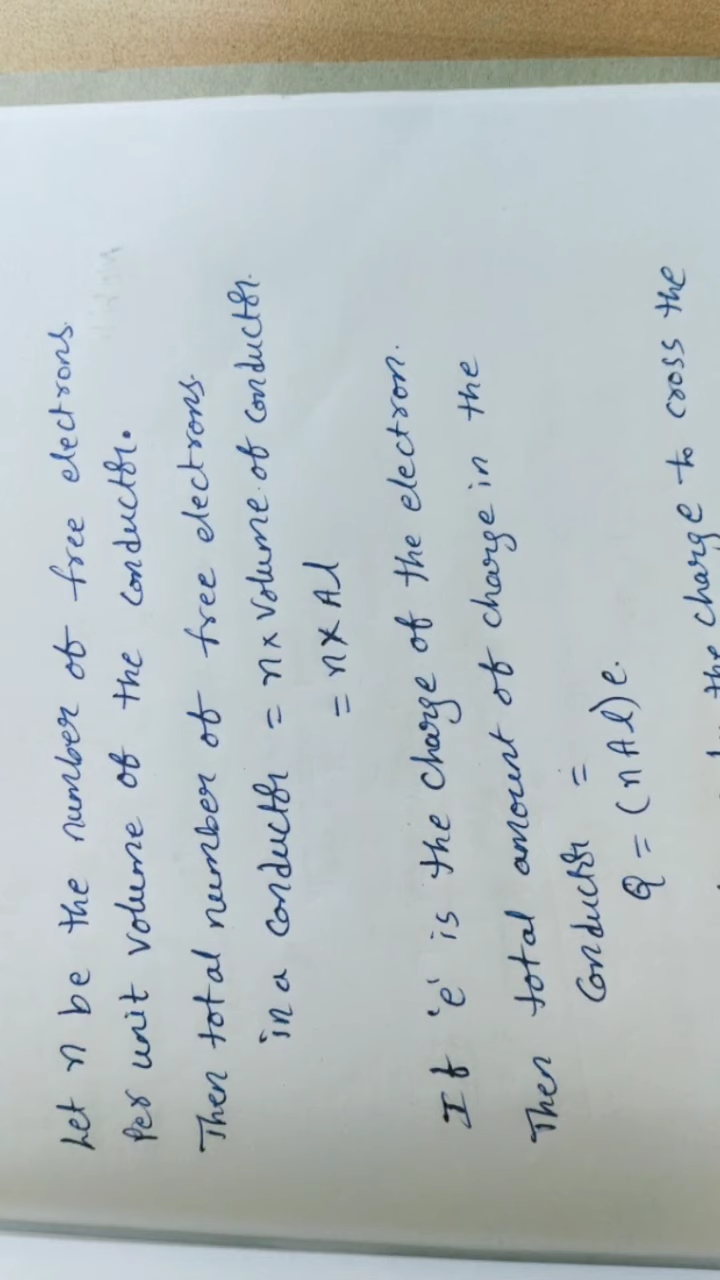 Let n be the number of free electrons.
Per unit volume of the conductor.
Then total number of free electrons.
in a conductor = n x volume of conductor.
= n x Al
If 'e' is the charge of the electron.
Then total amount of charge in the
Conductor =
Q = (nAl)e.
the charge to cross the